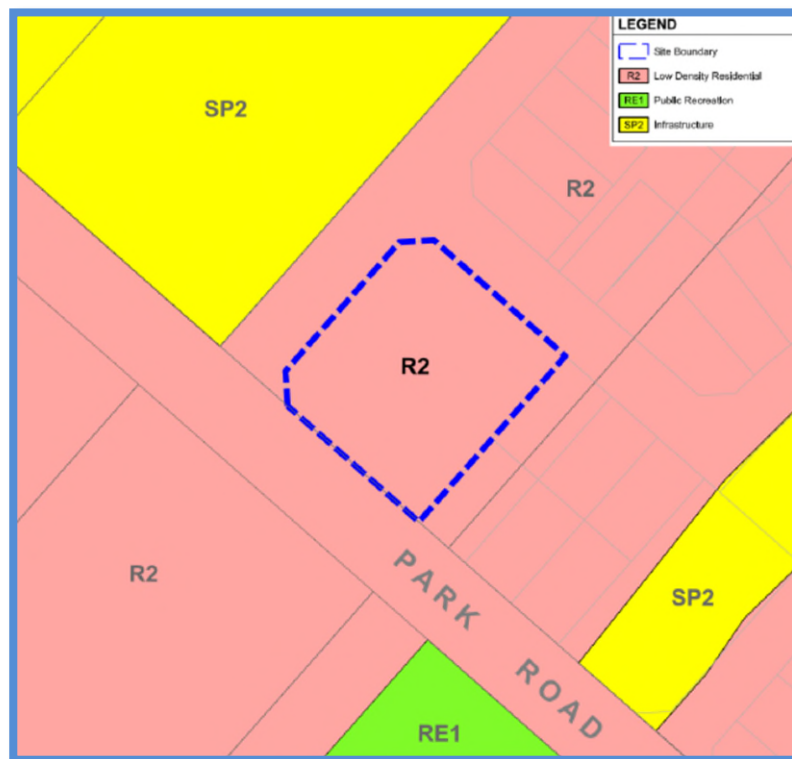 LEGEND
Site Boundary
R2 Low Density Residential
RE1 Public Recreation
SP2 Infrastructure
SP2
R2
R2
R2
SP2
PARK ROAD
RE1